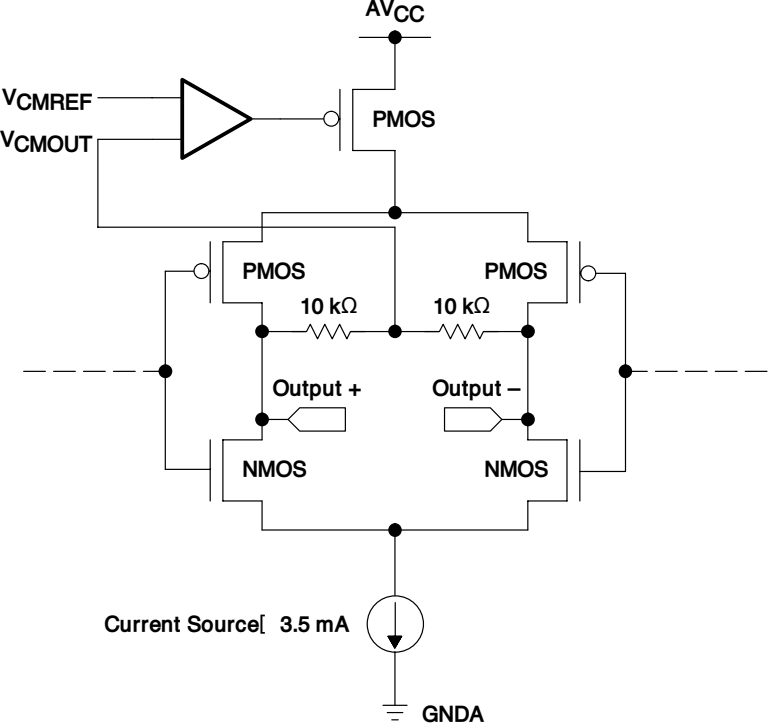 AVCC
VCMREF
PMOS
VCMOUT
PMOS
PMOS
10 kΩ
10 kΩ
Output +
Output –
NMOS
NMOS
Current Source[ 3.5 mA
GNDA